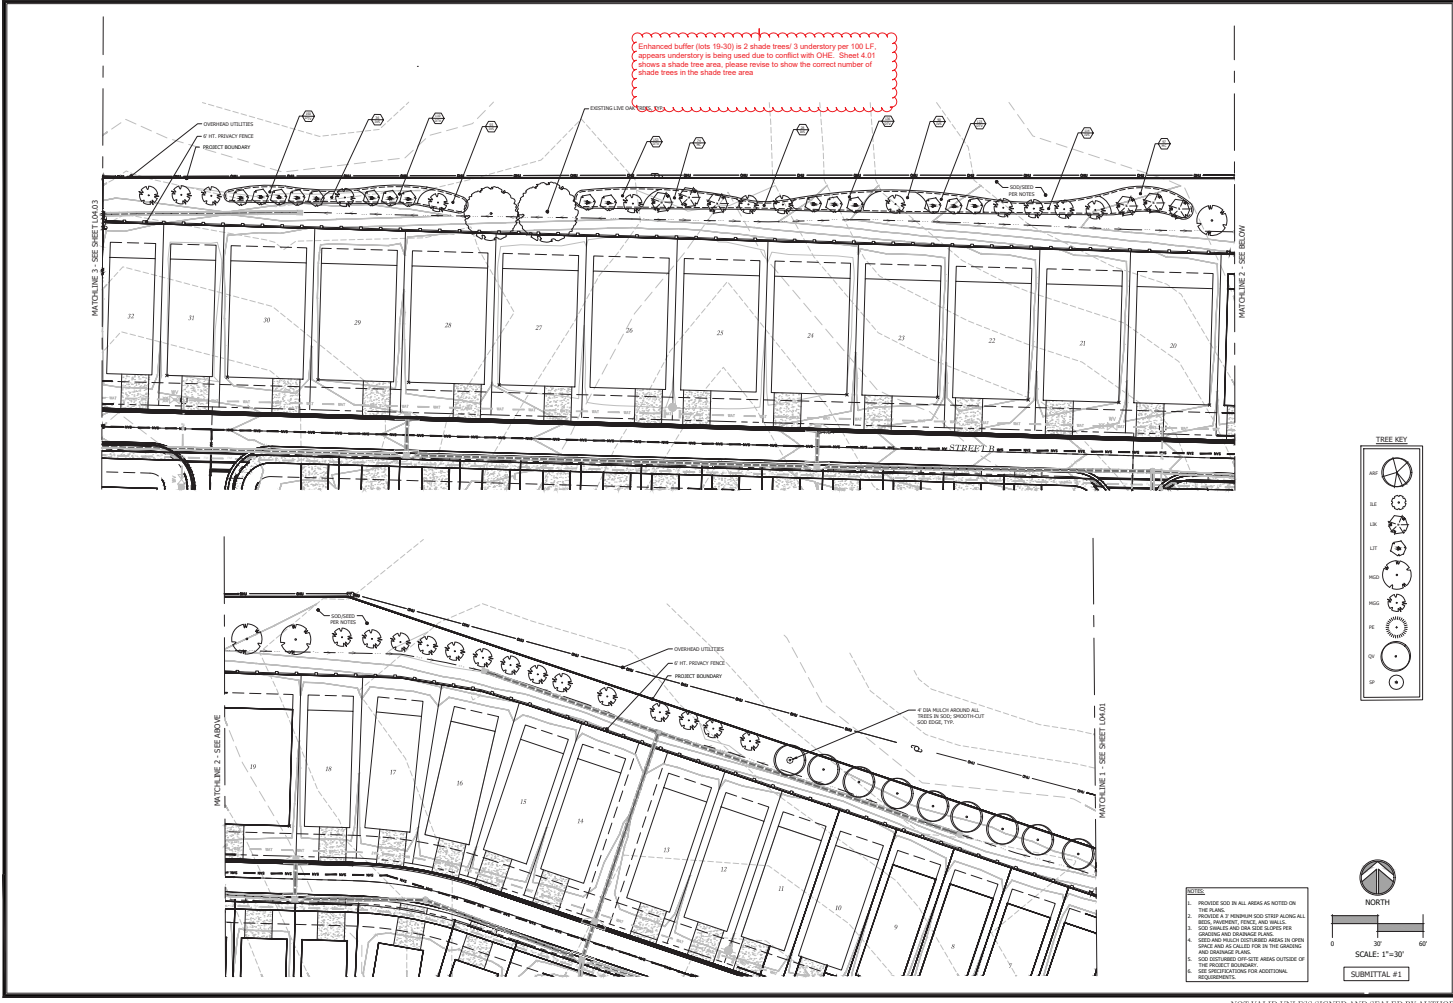 Enhanced buffer (lots 19-30) is 2 shade trees/ 3 understory per 100 LF,
appears understory is being used due to conflict with OHE. Sheet 4.01
shows a shade tree area, please revise to show the correct number of
shade trees in the shade tree area
EXISTING LIVE OAK TREES, TYP.
OVERHEAD UTILITIES
6' HT. PRIVACY FENCE
PROJECT BOUNDARY
SOD/SEED
PER NOTES
MATCHLINE 3 - SEE SHEET L04.03
MATCHLINE 2 - SEE BELOW
32
31
30
29
28
27
26
25
24
23
22
21
20
STREET B
TREE KEY
ARF
ILE
LIK
LJT
MGD
MGG
PE
QV
SP
SOD/SEED
PER NOTES
OVERHEAD UTILITIES
6' HT. PRIVACY FENCE
PROJECT BOUNDARY
4' DIA MULCH AROUND ALL
TREES IN SOD; SMOOTH-CUT
SOD EDGE, TYP.
MATCHLINE 2 - SEE ABOVE
MATCHLINE 1 - SEE SHEET L04.01
19
18
17
16
15
14
13
12
11
10
9
8
7
NOTES:
1. PROVIDE SOD IN ALL AREAS AS NOTED ON
THE PLANS.
2. PROVIDE A 3' MINIMUM SOD STRIP ALONG ALL
BEDS, PAVEMENT, FENCE, AND WALLS.
3. SOD SWALES AND DRA SIDE SLOPES PER
GRADING AND DRAINAGE PLANS.
4. SEED AND MULCH DISTURBED AREAS IN OPEN
SPACE AND AS CALLED FOR IN THE GRADING
AND DRAINAGE PLANS.
5. SOD DISTURBED OFF-SITE AREAS OUTSIDE OF
THE PROJECT BOUNDARY.
6. SEE SPECIFICATIONS FOR ADDITIONAL
REQUIREMENTS.
NORTH
0 30' 60'
SCALE: 1"=30'
SUBMITTAL #1